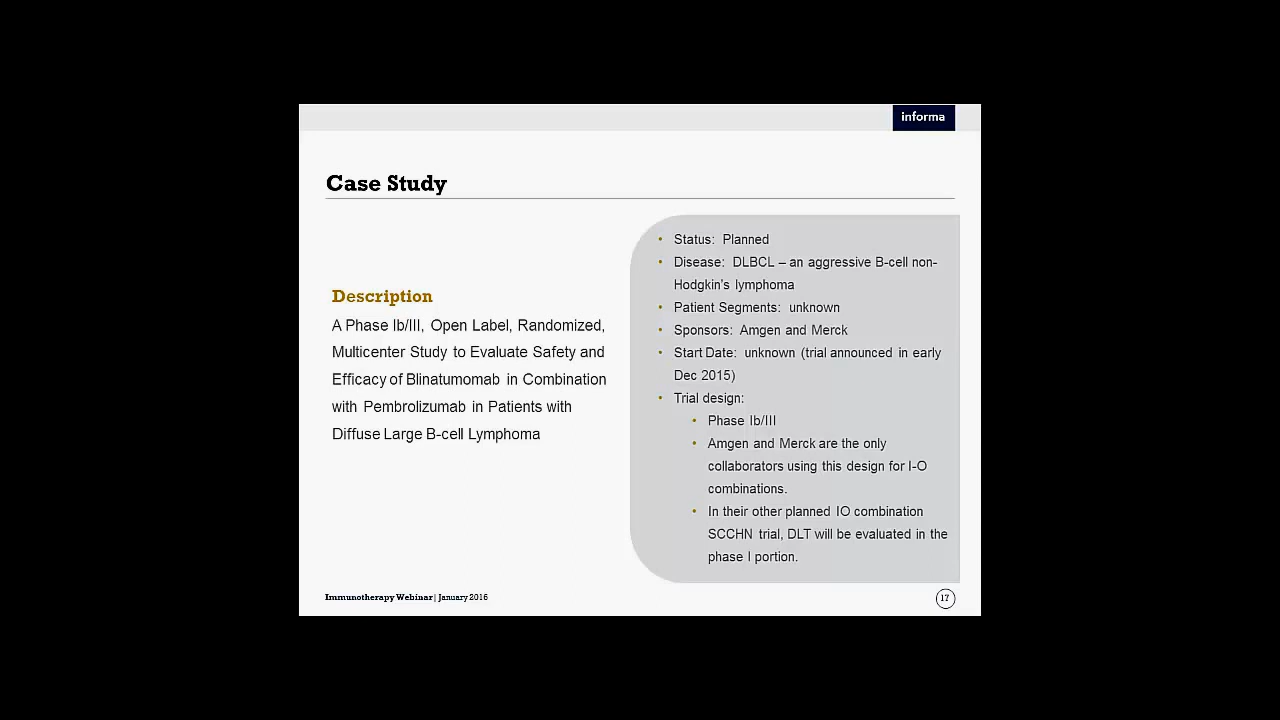 informa
Case Study
Description
A Phase Ib/III, Open Label, Randomized,
Multicenter Study to Evaluate Safety and
Efficacy of Blinatumomab in Combination
with Pembrolizumab in Patients with
Diffuse Large B-cell Lymphoma
• Status: Planned
• Disease: DLBCL – an aggressive B-cell non-
Hodgkin's lymphoma
• Patient Segments: unknown
• Sponsors: Amgen and Merck
• Start Date: unknown (trial announced in early
Dec 2015)
• Trial design:
• Phase Ib/III
• Amgen and Merck are the only
collaborators using this design for I-O
combinations.
• In their other planned IO combination
SCCHN trial, DLT will be evaluated in the
phase I portion.
Immunotherapy Webinar | January 2016
17